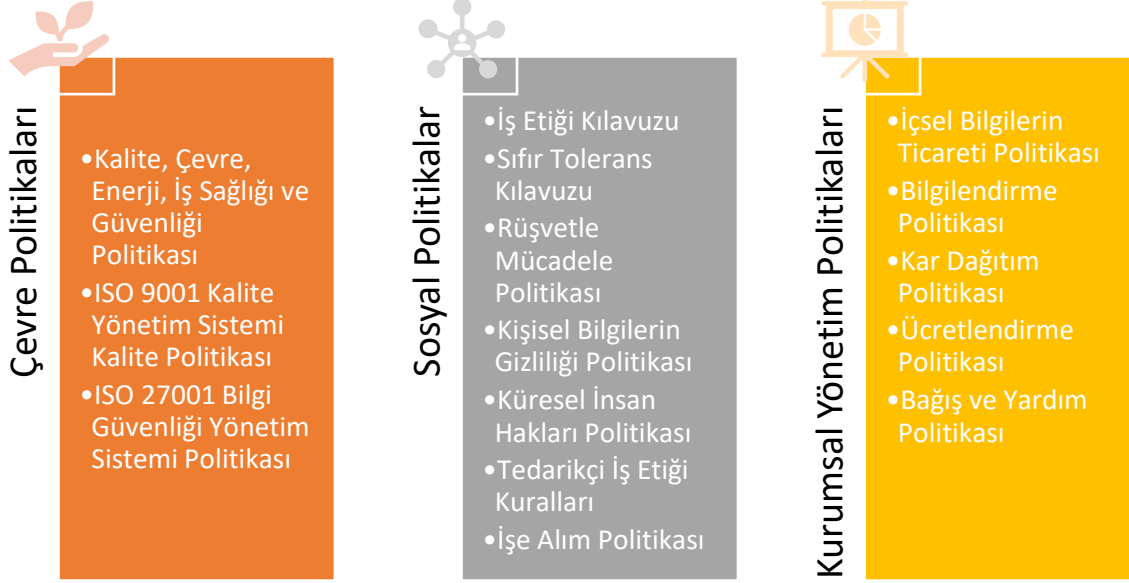 Çevre Politikaları
•Kalite, Çevre,
Enerji, İş Sağlığı ve
Güvenliği
Politikası
•ISO 9001 Kalite
Yönetim Sistemi
Kalite Politikası
•ISO 27001 Bilgi
Güvenliği Yönetim
Sistemi Politikası
Sosyal Politikalar
•İş Etiği Kılavuzu
•Sıfır Tolerans
Kılavuzu
•Rüşvetle
Mücadele
Politikası
•Kişisel Bilgilerin
Gizliliği Politikası
•Küresel İnsan
Hakları Politikası
•Tedarikçi İş Etiği
Kuralları
•İşe Alım Politikası
Kurumsal Yönetim Politikaları
•İçsel Bilgilerin
Ticareti Politikası
•Bilgilendirme
Politikası
•Kar Dağıtım
Politikası
•Ücretlendirme
Politikası
•Bağış ve Yardım
Politikası